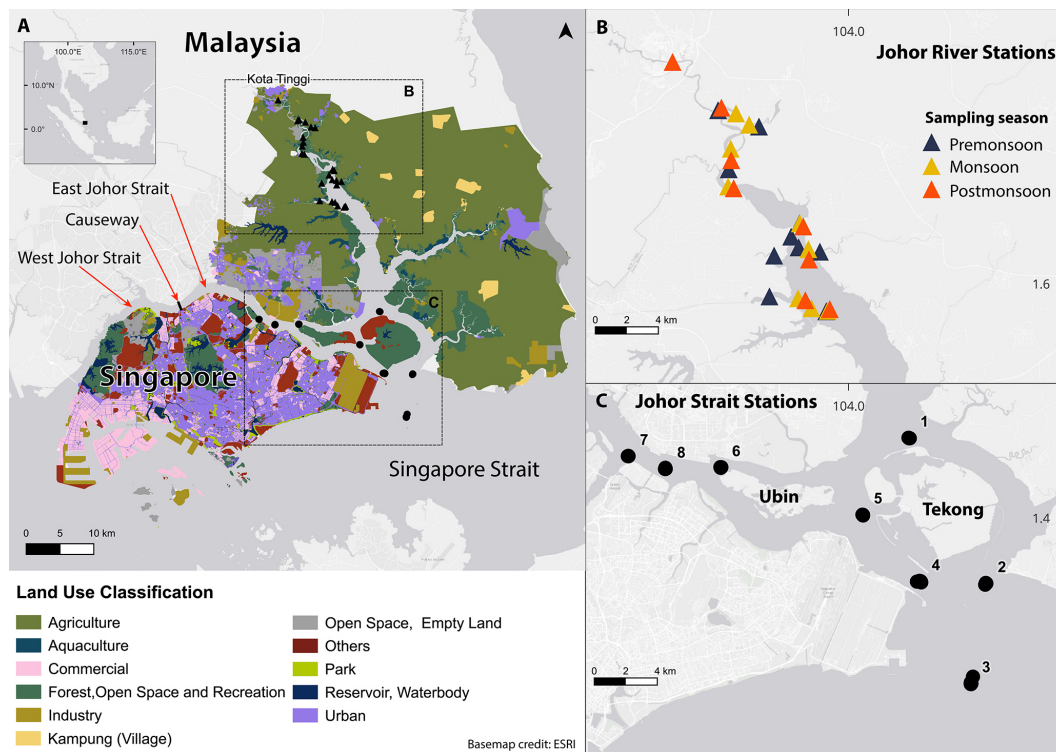 A
100.0°E
115.0°E
10.0°N
0.0°
Malaysia
Kota Tinggi
B
East Johor Strait
Causeway
West Johor Strait
C
Singapore
Singapore Strait
0 5 10 km
Land Use Classification
Agriculture
Aquaculture
Commercial
Forest,Open Space and Recreation
Industry
Kampung (Village)
Open Space, Empty Land
Others
Park
Reservoir, Waterbody
Urban
Basemap credit: ESRI
B
104.0
Johor River Stations
Sampling season
Premonsoon
Monsoon
Postmonsoon
1.6
0 2 4 km
C
Johor Strait Stations
104.0
1
7
8
6
Ubin
5
Tekong
1.4
4
2
3
0 2 4 km